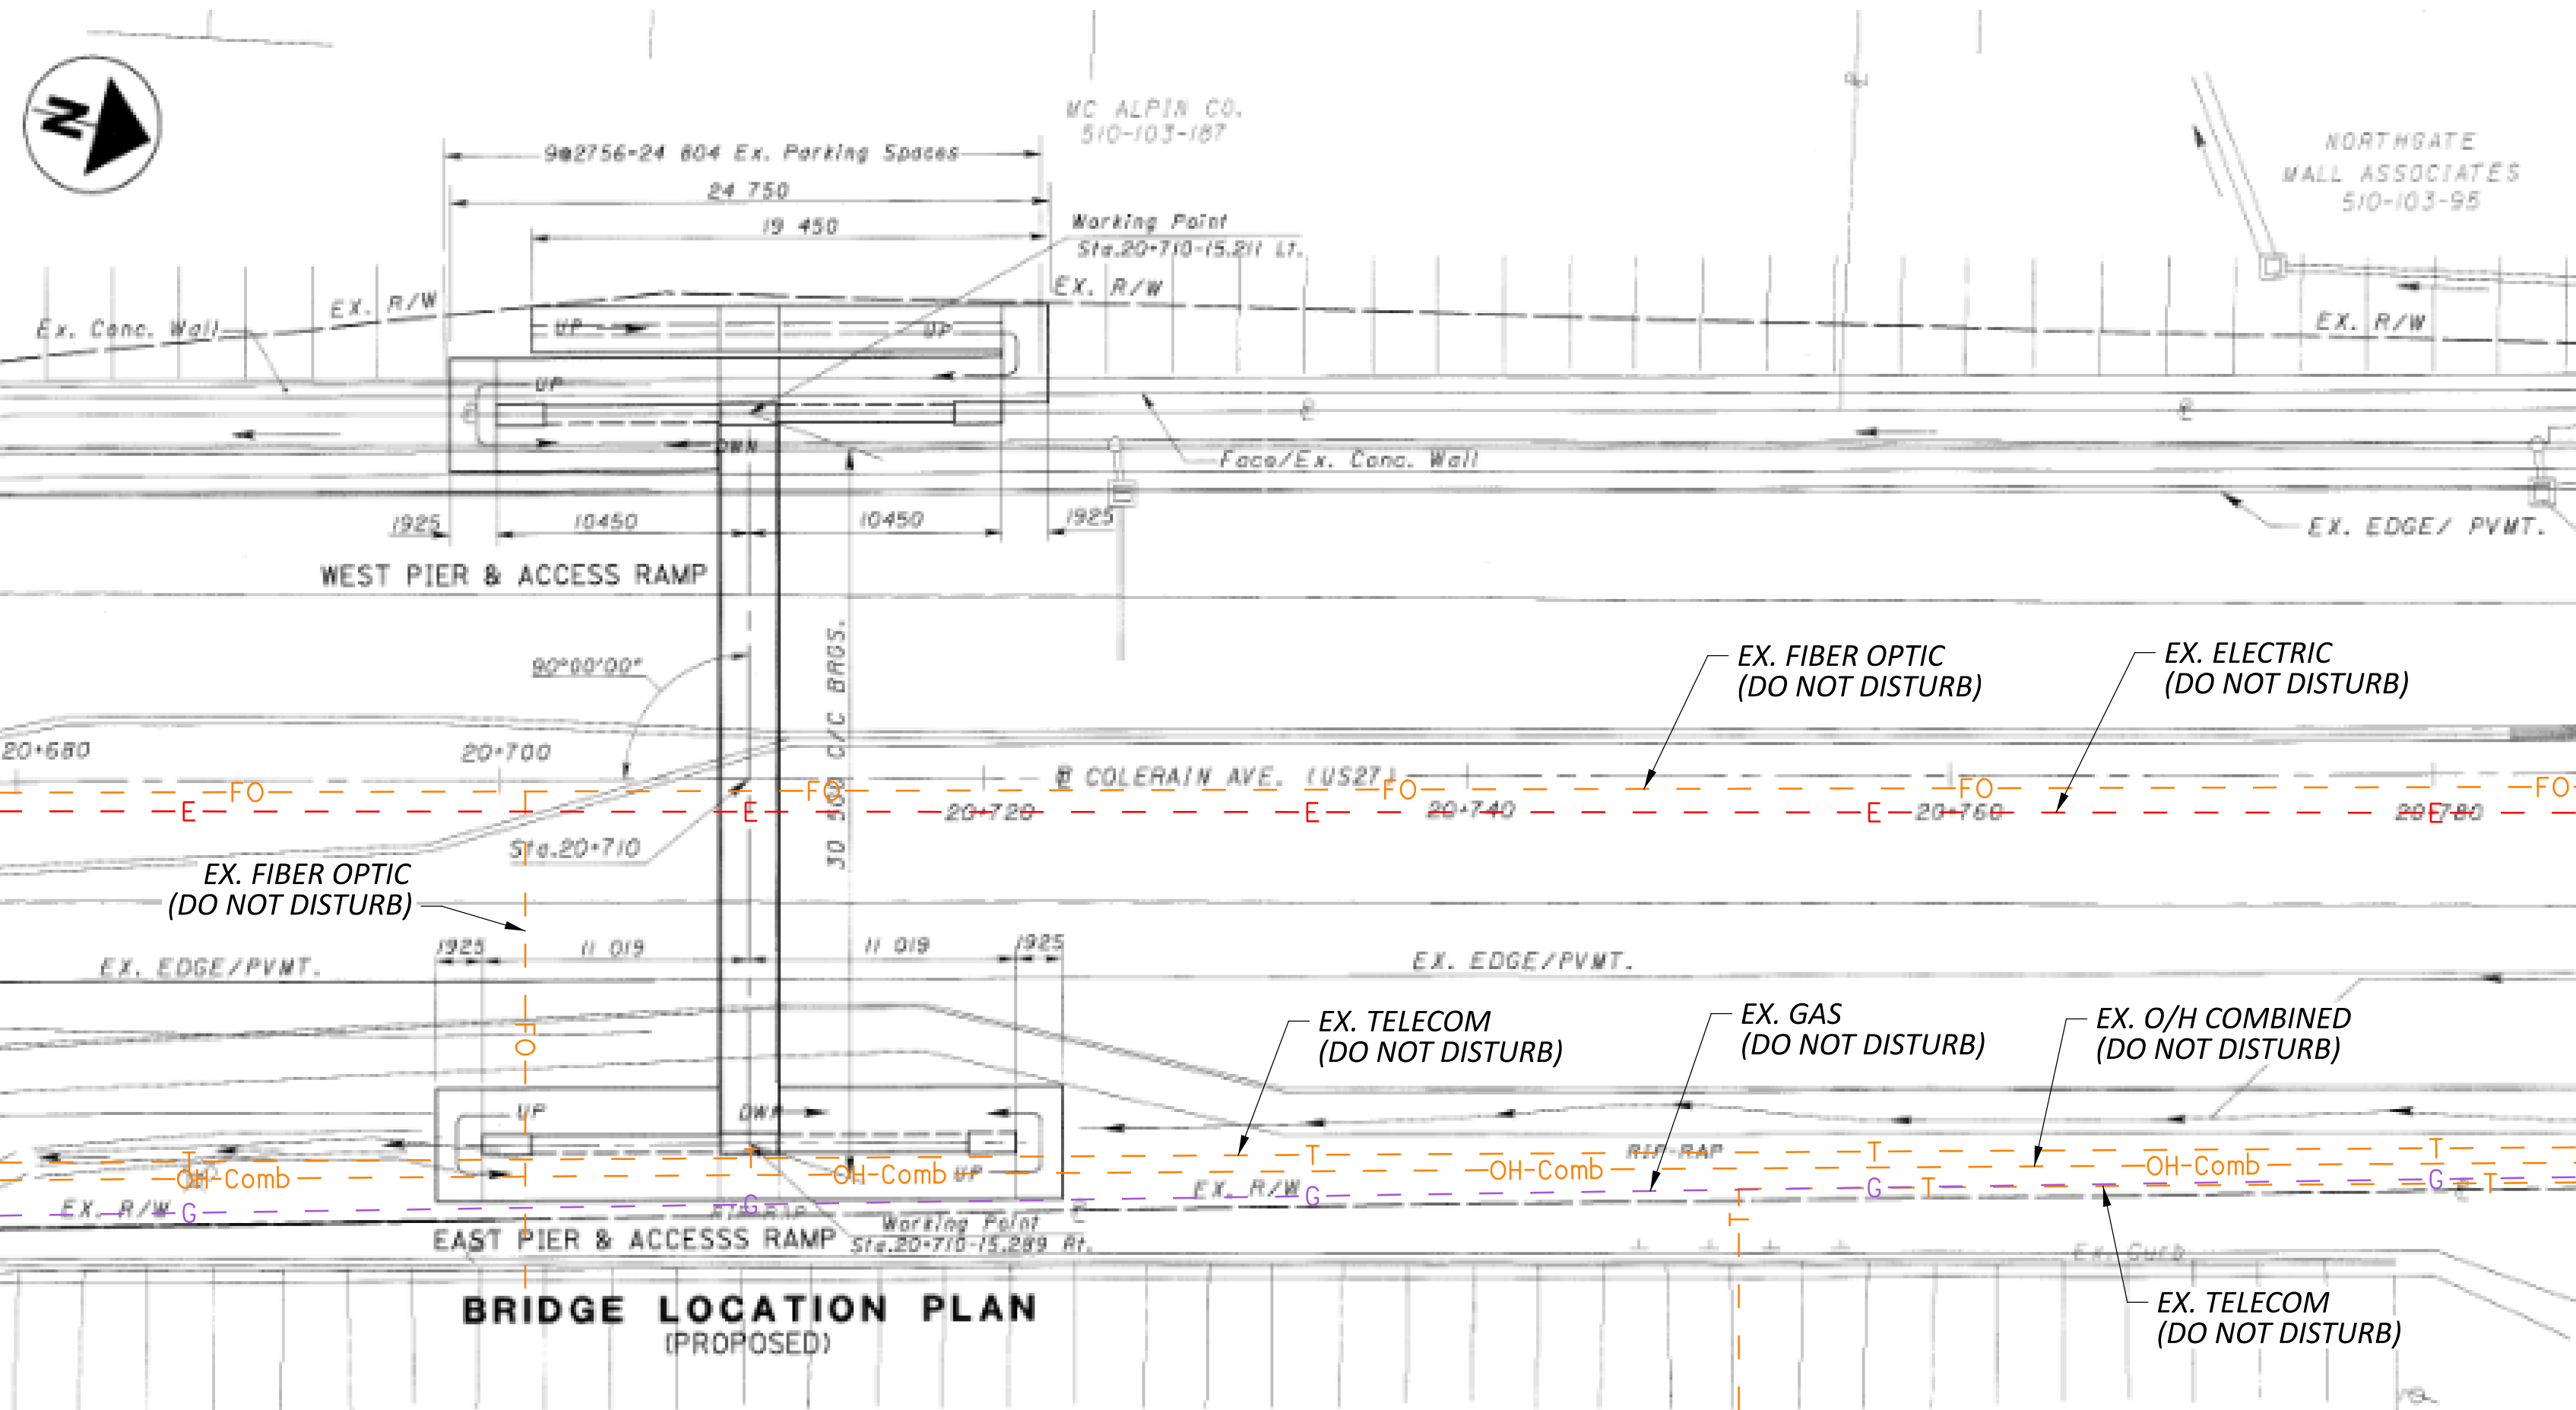 N
MC ALPIN CO.
510-103-187
NORTHGATE
MALL ASSOCIATES
510-103-95
9@2756=24 804 Ex. Parking Spaces
24 750
19 450
Working Point
Sta.20+710-15.211 Lt.
EX. R/W
EX. R/W
EX. R/W
Ex. Conc. Wall
UP
UP
UP
DWN
Face/Ex. Conc. Wall
1925
10450
10450
1925
EX. EDGE/ PVMT.
WEST PIER & ACCESS RAMP
90°00'00"
30 500 C/C BRGS.
EX. FIBER OPTIC
(DO NOT DISTURB)
EX. ELECTRIC
(DO NOT DISTURB)
20+680
20+700
COLERAIN AVE. (US27)
FO
FO
FO
FO
FO
E
E
E
E
E
20+720
20+740
20+760
20+780
Sta.20+710
EX. FIBER OPTIC
(DO NOT DISTURB)
1925
11 019
11 019
1925
EX. EDGE/PVMT.
EX. EDGE/PVMT.
FO
EX. TELECOM
(DO NOT DISTURB)
EX. GAS
(DO NOT DISTURB)
EX. O/H COMBINED
(DO NOT DISTURB)
UP
DWN
UP
RIP-RAP
T
T
T
T
T
OH-Comb
OH-Comb
OH-Comb
OH-Comb
EX. R/W
EX. R/W
G
G
G
G
G
T
T
T
RIP-RAP
Working Point
Sta.20+710-15.289 Rt.
EAST PIER & ACCESSS RAMP
Ex. Curb
BRIDGE LOCATION PLAN
(PROPOSED)
EX. TELECOM
(DO NOT DISTURB)